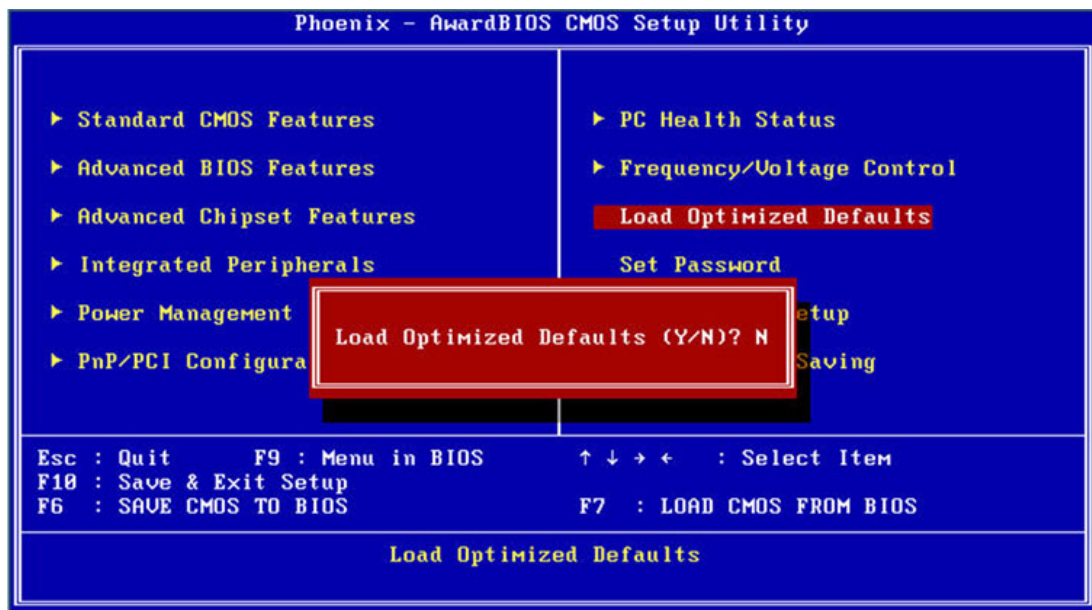 Phoenix - AwardBIOS CMOS Setup Utility
► Standard CMOS Features
► Advanced BIOS Features
► Advanced Chipset Features
► Integrated Peripherals
► Power Management
► PnP/PCI Configura
► PC Health Status
► Frequency/Voltage Control
Load Optimized Defaults
Set Password
etup
Saving
Load Optimized Defaults (Y/N)? N
Esc : Quit F9 : Menu in BIOS ↑ ↓ → ← : Select Item
F10 : Save & Exit Setup
F6 : SAVE CMOS TO BIOS F7 : LOAD CMOS FROM BIOS
Load Optimized Defaults